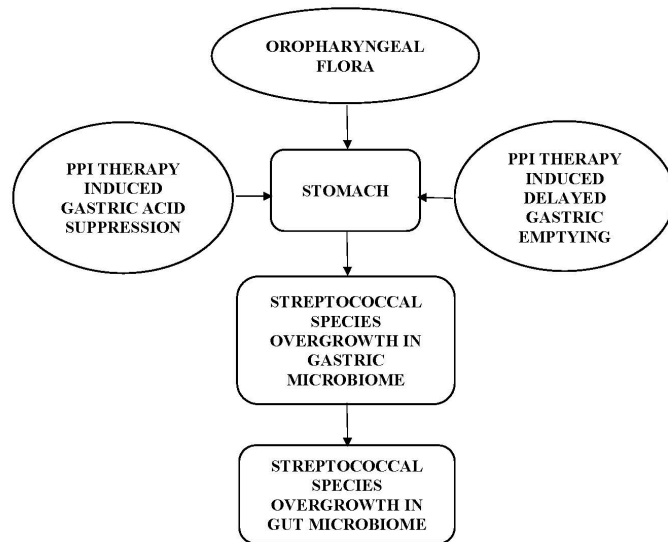 OROPHARYNGEAL
FLORA
PPI THERAPY
INDUCED
GASTRIC ACID
SUPPRESSION
STOMACH
PPI THERAPY
INDUCED
DELAYED
GASTRIC
EMPTYING
STREPTOCOCCAL
SPECIES
OVERGROWTH IN
GASTRIC
MICROBIOME
STREPTOCOCCAL
SPECIES
OVERGROWTH IN
GUT MICROBIOME